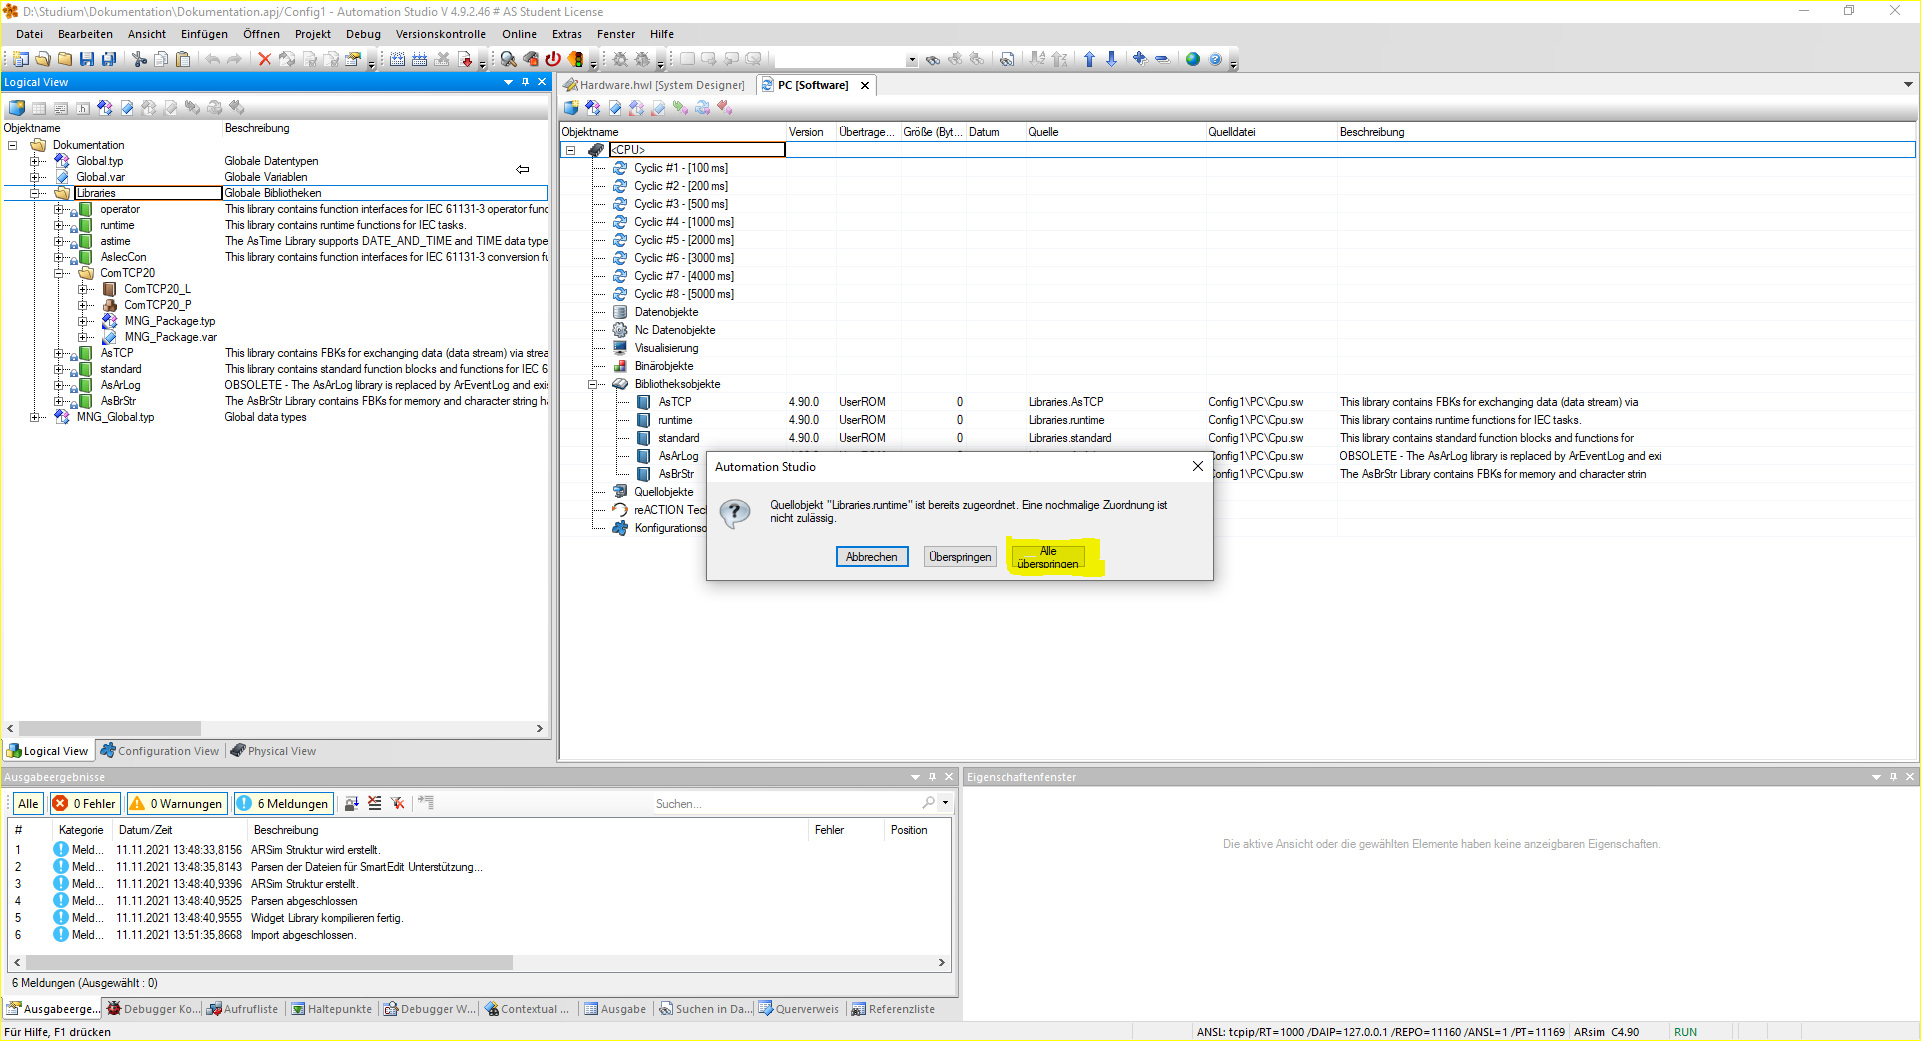 D:\Studium\Dokumentation\Dokumentation.apj/Config1 - Automation Studio V 4.9.2.46 # AS Student License
Datei Bearbeiten Ansicht Einfügen Öffnen Projekt Debug Versionskontrolle Online Extras Fenster Hilfe
Logical View
Objektname Beschreibung
Dokumentation
Global.typ Globale Datentypen
Global.var Globale Variablen
Libraries Globale Bibliotheken
operator This library contains function interfaces for IEC 61131-3 operator func
runtime This library contains runtime functions for IEC tasks.
astime The AsTime Library supports DATE_AND_TIME and TIME data type
AsIecCon This library contains function interfaces for IEC 61131-3 conversion fu
ComTCP20
ComTCP20_L
ComTCP20_P
MNG_Package.typ
MNG_Package.var
AsTCP This library contains FBKs for exchanging data (data stream) via strea
standard This library contains standard function blocks and functions for IEC 6
AsArLog OBSOLETE - The AsArLog library is replaced by ArEventLog and exi
AsBrStr The AsBrStr Library contains FBKs for memory and character string h
MNG_Global.typ Global data types
Logical View Configuration View Physical View
Hardware.hwl [System Designer] PC [Software]
Objektname Version Übertrage... Größe (Byt... Datum Quelle Quelldatei Beschreibung
<CPU>
Cyclic #1 - [100 ms]
Cyclic #2 - [200 ms]
Cyclic #3 - [500 ms]
Cyclic #4 - [1000 ms]
Cyclic #5 - [2000 ms]
Cyclic #6 - [3000 ms]
Cyclic #7 - [4000 ms]
Cyclic #8 - [5000 ms]
Datenobjekte
Nc Datenobjekte
Visualisierung
Binärobjekte
Bibliotheksobjekte
AsTCP 4.90.0 UserROM 0 Libraries.AsTCP Config1\PC\Cpu.sw This library contains FBKs for exchanging data (data stream) via
runtime 4.90.0 UserROM 0 Libraries.runtime Config1\PC\Cpu.sw This library contains runtime functions for IEC tasks.
standard 4.90.0 UserROM 0 Libraries.standard Config1\PC\Cpu.sw This library contains standard function blocks and functions for
AsArLog onfig1\PC\Cpu.sw OBSOLETE - The AsArLog library is replaced by ArEventLog and exi
AsBrStr onfig1\PC\Cpu.sw The AsBrStr Library contains FBKs for memory and character strin
Quellobjekte
reACTION Tec
Konfigurationso
Automation Studio
Quellobjekt "Libraries.runtime" ist bereits zugeordnet. Eine nochmalige Zuordnung ist
nicht zulässig.
Abbrechen Überspringen Alle
überspringen
Ausgabeergebnisse
Alle 0 Fehler 0 Warnungen 6 Meldungen Suchen...
# Kategorie Datum/Zeit Beschreibung Fehler Position
1 Meld... 11.11.2021 13:48:33,8156 ARSim Struktur wird erstellt.
2 Meld... 11.11.2021 13:48:35,8143 Parsen der Dateien für SmartEdit Unterstützung...
3 Meld... 11.11.2021 13:48:40,9396 ARSim Struktur erstellt.
4 Meld... 11.11.2021 13:48:40,9525 Parsen abgeschlossen
5 Meld... 11.11.2021 13:48:40,9555 Widget Library kompilieren fertig.
6 Meld... 11.11.2021 13:51:35,8668 Import abgeschlossen.
6 Meldungen (Ausgewählt : 0)
Ausgabeerge... Debugger Ko... Aufrufliste Haltepunkte Debugger W... Contextual ... Ausgabe Suchen in Da... Querverweis Referenzliste
Eigenschaftenfenster
Die aktive Ansicht oder die gewählten Elemente haben keine anzeigbaren Eigenschaften.
Für Hilfe, F1 drücken ANSL: tcpip/RT=1000 /DAIP=127.0.0.1 /REPO=11160 /ANSL=1 /PT=11169 ARsim C4.90 RUN